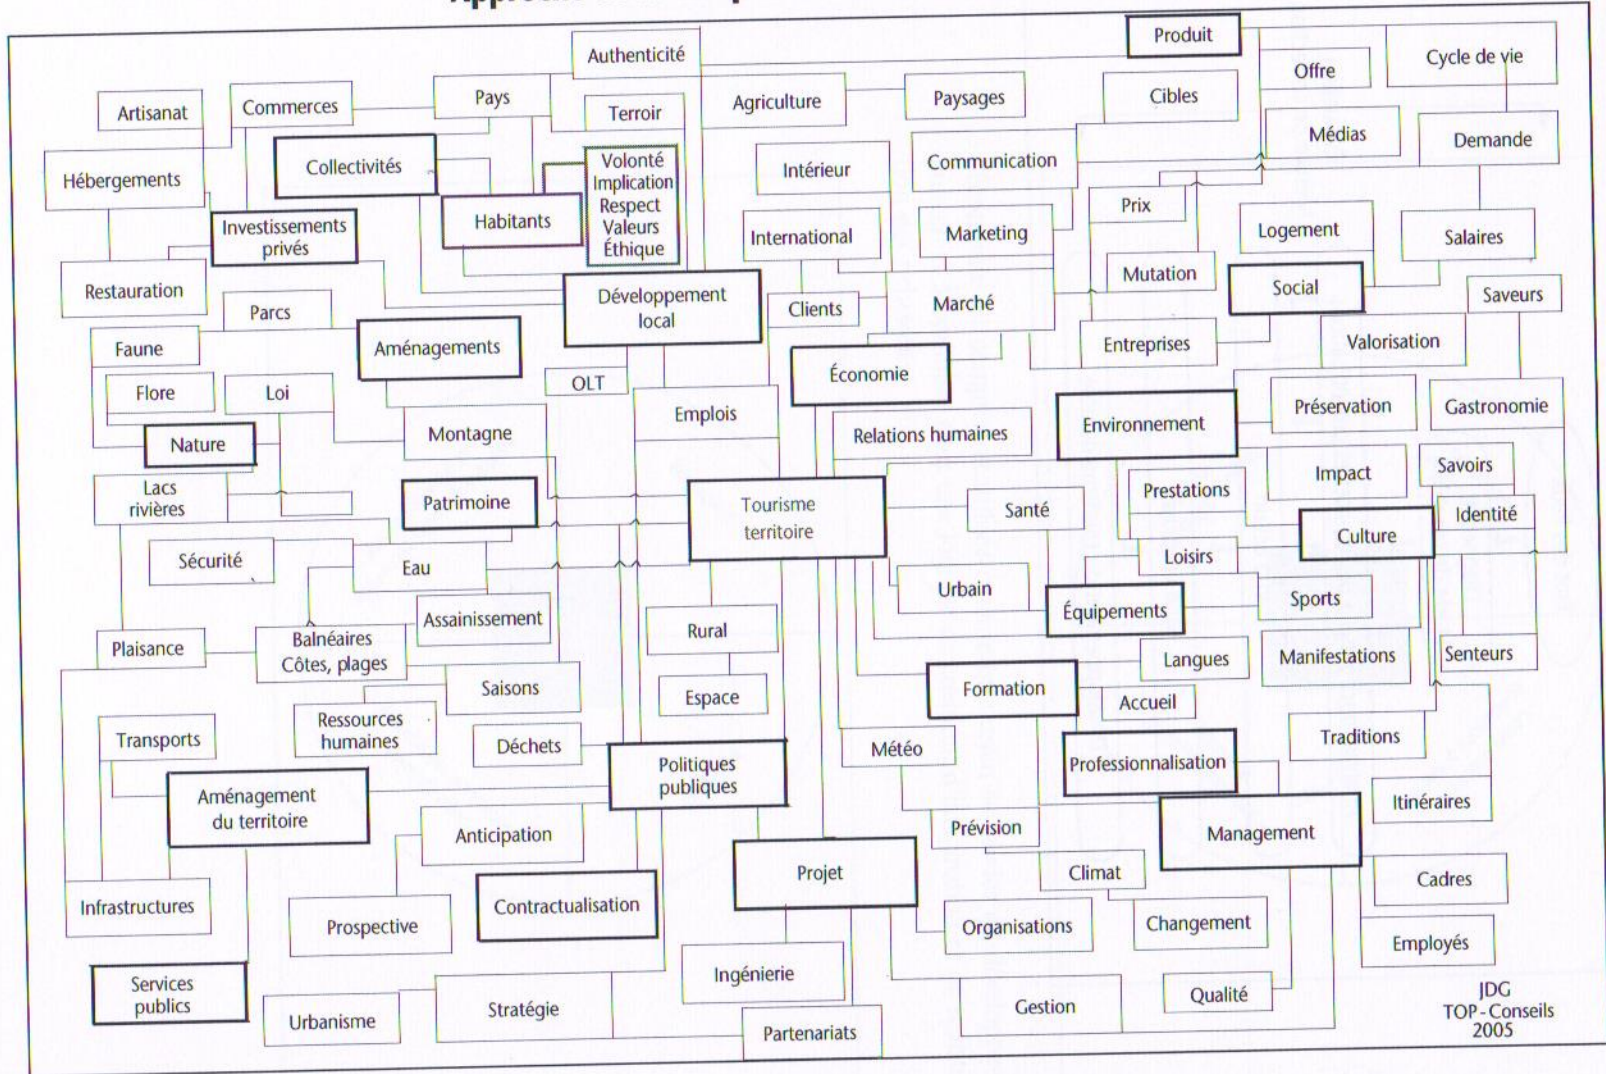 Produit
Authenticité
Cycle de vie
Offre
Artisanat
Commerces
Pays
Terroir
Agriculture
Paysages
Cibles
Médias
Demande
Hébergements
Collectivités
Volonté
Implication
Respect
Valeurs
Éthique
Intérieur
Communication
Prix
Investissements
privés
Habitants
International
Marketing
Logement
Salaires
Restauration
Parcs
Développement
local
Clients
Marché
Mutation
Social
Saveurs
Faune
Aménagements
Entreprises
Valorisation
Flore
Loi
OLT
Économie
Nature
Montagne
Emplois
Relations humaines
Environnement
Préservation
Gastronomie
Lacs
rivières
Patrimoine
Tourisme
territoire
Santé
Prestations
Impact
Savoirs
Identité
Culture
Sécurité
Eau
Loisirs
Assainissement
Urbain
Équipements
Sports
Plaisance
Balnéaires
Côtes, plages
Rural
Langues
Manifestations
Senteurs
Saisons
Espace
Formation
Accueil
Transports
Ressources
humaines
Déchets
Politiques
publiques
Météo
Professionnalisation
Traditions
Aménagement
du territoire
Anticipation
Prévision
Management
Itinéraires
Projet
Climat
Cadres
Infrastructures
Prospective
Contractualisation
Organisations
Changement
Employés
Services
publics
Urbanisme
Stratégie
Ingénierie
Gestion
Qualité
Partenariats
JDG
TOP - Conseils
2005